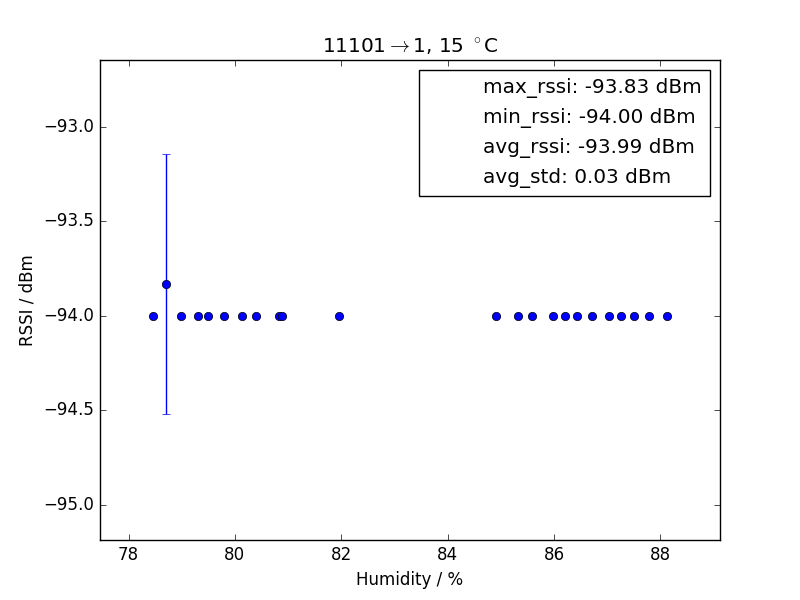 11101→1, 15 °C
max_rssi: -93.83 dBm
min_rssi: -94.00 dBm
avg_rssi: -93.99 dBm
avg_std: 0.03 dBm
RSSI / dBm
−93.0
−93.5
−94.0
−94.5
−95.0
78 80 82 84 86 88
Humidity / %